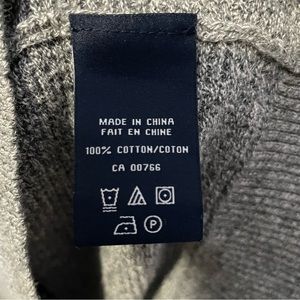 MADE IN CHINA
FAIT EN CHINE
100% COTTON/COTON
CA 00766
P